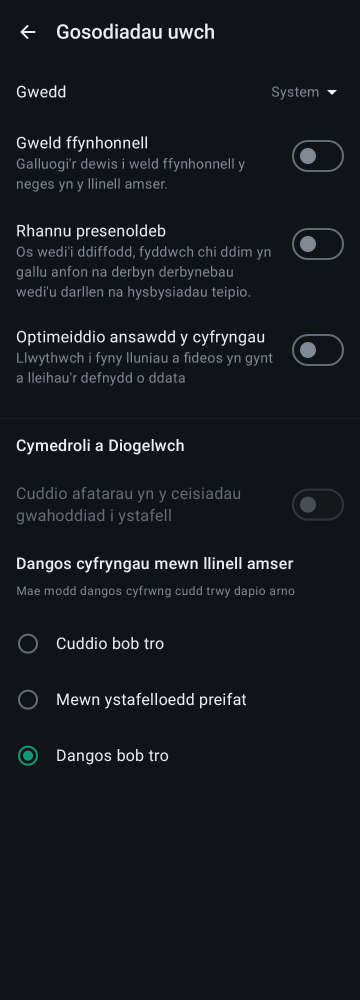 Gosodiadau uwch
Gwedd
System
Gweld ffynhonnell
Galluogi'r dewis i weld ffynhonnell y
neges yn y llinell amser.
Rhannu presenoldeb
Os wedi'i ddiffodd, fyddwch chi ddim yn
gallu anfon na derbyn derbynebau
wedi'u darllen na hysbysiadau teipio.
Optimeiddio ansawdd y cyfryngau
Llwythwch i fyny lluniau a fideos yn gynt
a lleihau'r defnydd o ddata
Cymedroli a Diogelwch
Cuddio afatarau yn y ceisiadau
gwahoddiad i ystafell
Dangos cyfryngau mewn llinell amser
Mae modd dangos cyfrwng cudd trwy dapio arno
Cuddio bob tro
Mewn ystafelloedd preifat
Dangos bob tro